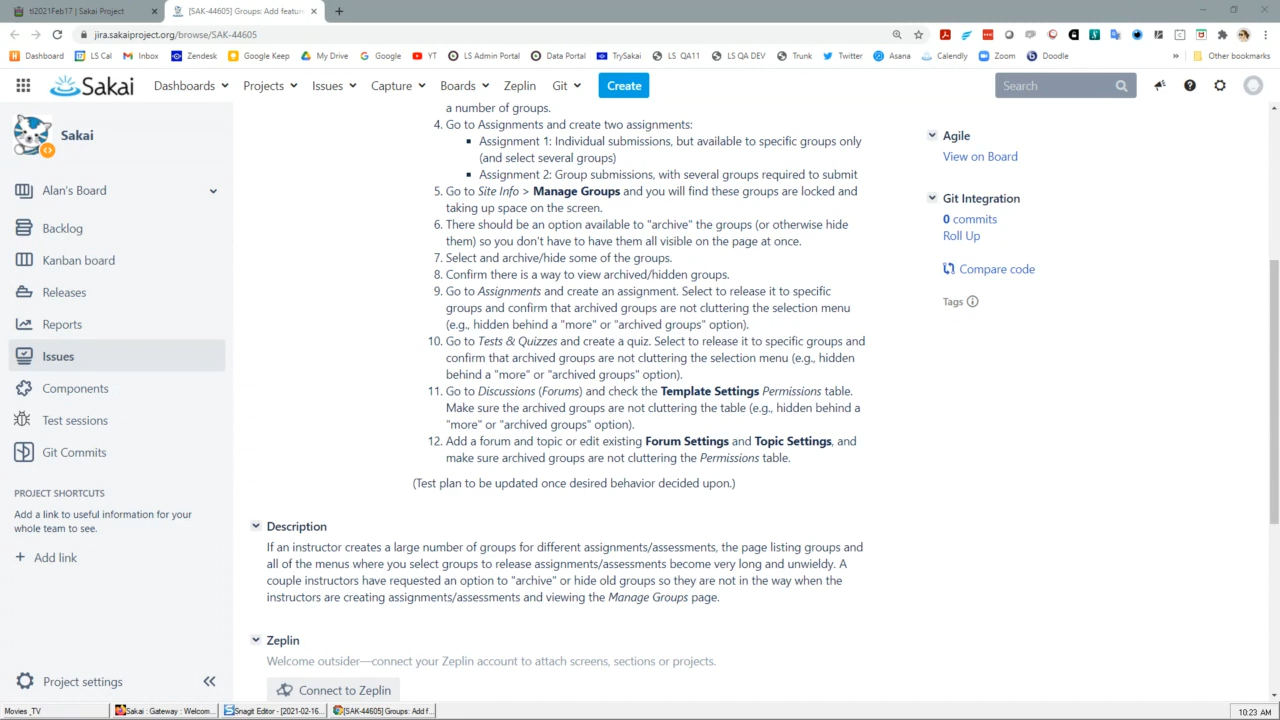 tl2021Feb17 | Sakai Project
[SAK-44605] Groups: Add featur
jira.sakaiproject.org/browse/SAK-44605
Dashboard LS Cal Inbox Zendesk Google Keep My Drive Google YT LS Admin Portal Data Portal TrySakai LS QA11 LS QA DEV Trunk Twitter Asana Calendly Zoom Doodle » Other bookmarks
Sakai Dashboards Projects Issues Capture Boards Zeplin Git Create Search
Sakai
Alan's Board
Backlog
Kanban board
Releases
Reports
Issues
Components
Test sessions
Git Commits
PROJECT SHORTCUTS
Add a link to useful information for your
whole team to see.
+ Add link
Project settings
a number of groups.
4. Go to Assignments and create two assignments:
Assignment 1: Individual submissions, but available to specific groups only
(and select several groups)
Assignment 2: Group submissions, with several groups required to submit
5. Go to Site Info > Manage Groups and you will find these groups are locked and
taking up space on the screen.
6. There should be an option available to "archive" the groups (or otherwise hide
them) so you don't have to have them all visible on the page at once.
7. Select and archive/hide some of the groups.
8. Confirm there is a way to view archived/hidden groups.
9. Go to Assignments and create an assignment. Select to release it to specific
groups and confirm that archived groups are not cluttering the selection menu
(e.g., hidden behind a "more" or "archived groups" option).
10. Go to Tests & Quizzes and create a quiz. Select to release it to specific groups and
confirm that archived groups are not cluttering the selection menu (e.g., hidden
behind a "more" or "archived groups" option).
11. Go to Discussions (Forums) and check the Template Settings Permissions table.
Make sure the archived groups are not cluttering the table (e.g., hidden behind a
"more" or "archived groups" option).
12. Add a forum and topic or edit existing Forum Settings and Topic Settings, and
make sure archived groups are not cluttering the Permissions table.
(Test plan to be updated once desired behavior decided upon.)
Description
If an instructor creates a large number of groups for different assignments/assessments, the page listing groups and
all of the menus where you select groups to release assignments/assessments become very long and unwieldy. A
couple instructors have requested an option to "archive" or hide old groups so they are not in the way when the
instructors are creating assignments/assessments and viewing the Manage Groups page.
Zeplin
Welcome outsider—connect your Zeplin account to attach screens, sections or projects.
Connect to Zeplin
Agile
View on Board
Git Integration
0 commits
Roll Up
Compare code
Tags
Movies _TV
Sakai : Gateway : Welcom...
Snagit Editor - [2021-02-16...
[SAK-44605] Groups: Add f...
10:23 AM